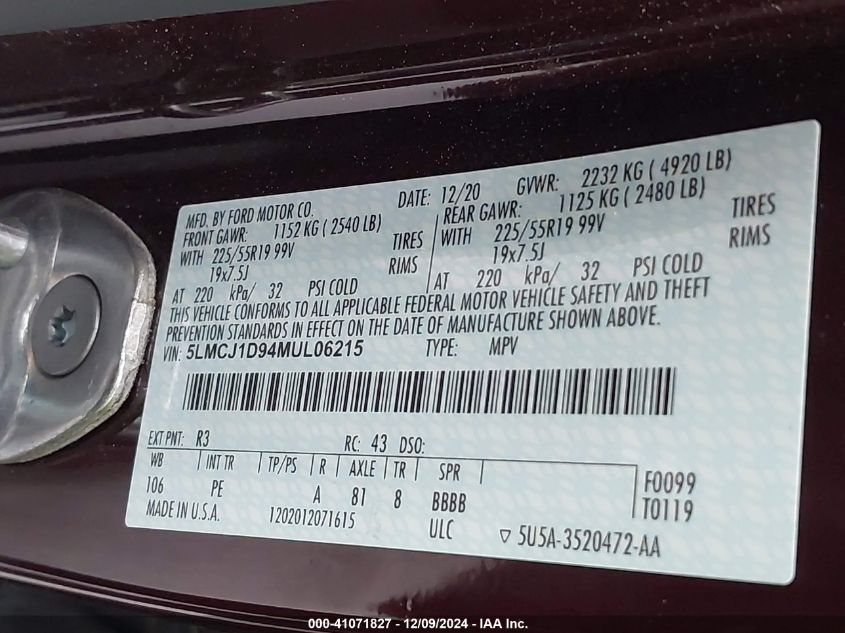 MFD. BY FORD MOTOR CO. DATE: 12/20 GVWR: 2232 KG ( 4920 LB)
FRONT GAWR: 1152 KG ( 2540 LB) REAR GAWR: 1125 KG ( 2480 LB)
WITH 225/55R19 99V TIRES WITH 225/55R19 99V TIRES
19x7.5J RIMS 19x7.5J RIMS
AT 220 kPa/ 32 PSI COLD AT 220 kPa/ 32 PSI COLD
THIS VEHICLE CONFORMS TO ALL APPLICABLE FEDERAL MOTOR VEHICLE SAFETY AND THEFT
PREVENTION STANDARDS IN EFFECT ON THE DATE OF MANUFACTURE SHOWN ABOVE.
VIN: 5LMCJ1D94MUL06215 TYPE: MPV
EXT PNT: R3 RC: 43 DSO:
WB INT TR TP/PS R AXLE TR SPR F0099
106 PE A 81 8 BBBB T0119
MADE IN U.S.A. 1202012071615 ULC 5U5A-3520472-AA
000-41071827 - 12/09/2024 - IAA Inc.